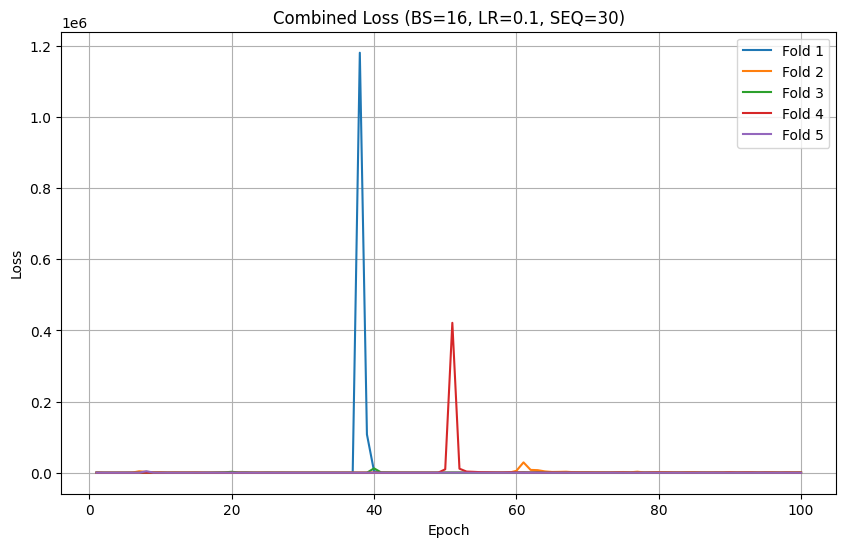 Combined Loss (BS=16, LR=0.1, SEQ=30)
1e6
1.2
1.0
0.8
0.6
0.4
0.2
0.0
Loss
0 20 40 60 80 100
Epoch
Fold 1
Fold 2
Fold 3
Fold 4
Fold 5